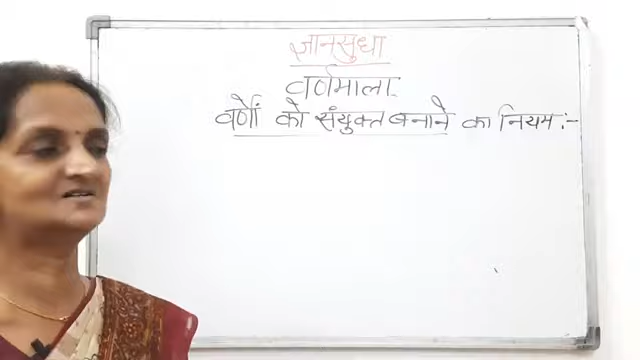 ज्ञानसुधा
वर्णमाला
वर्णों को संयुक्त बनाने का नियम :-